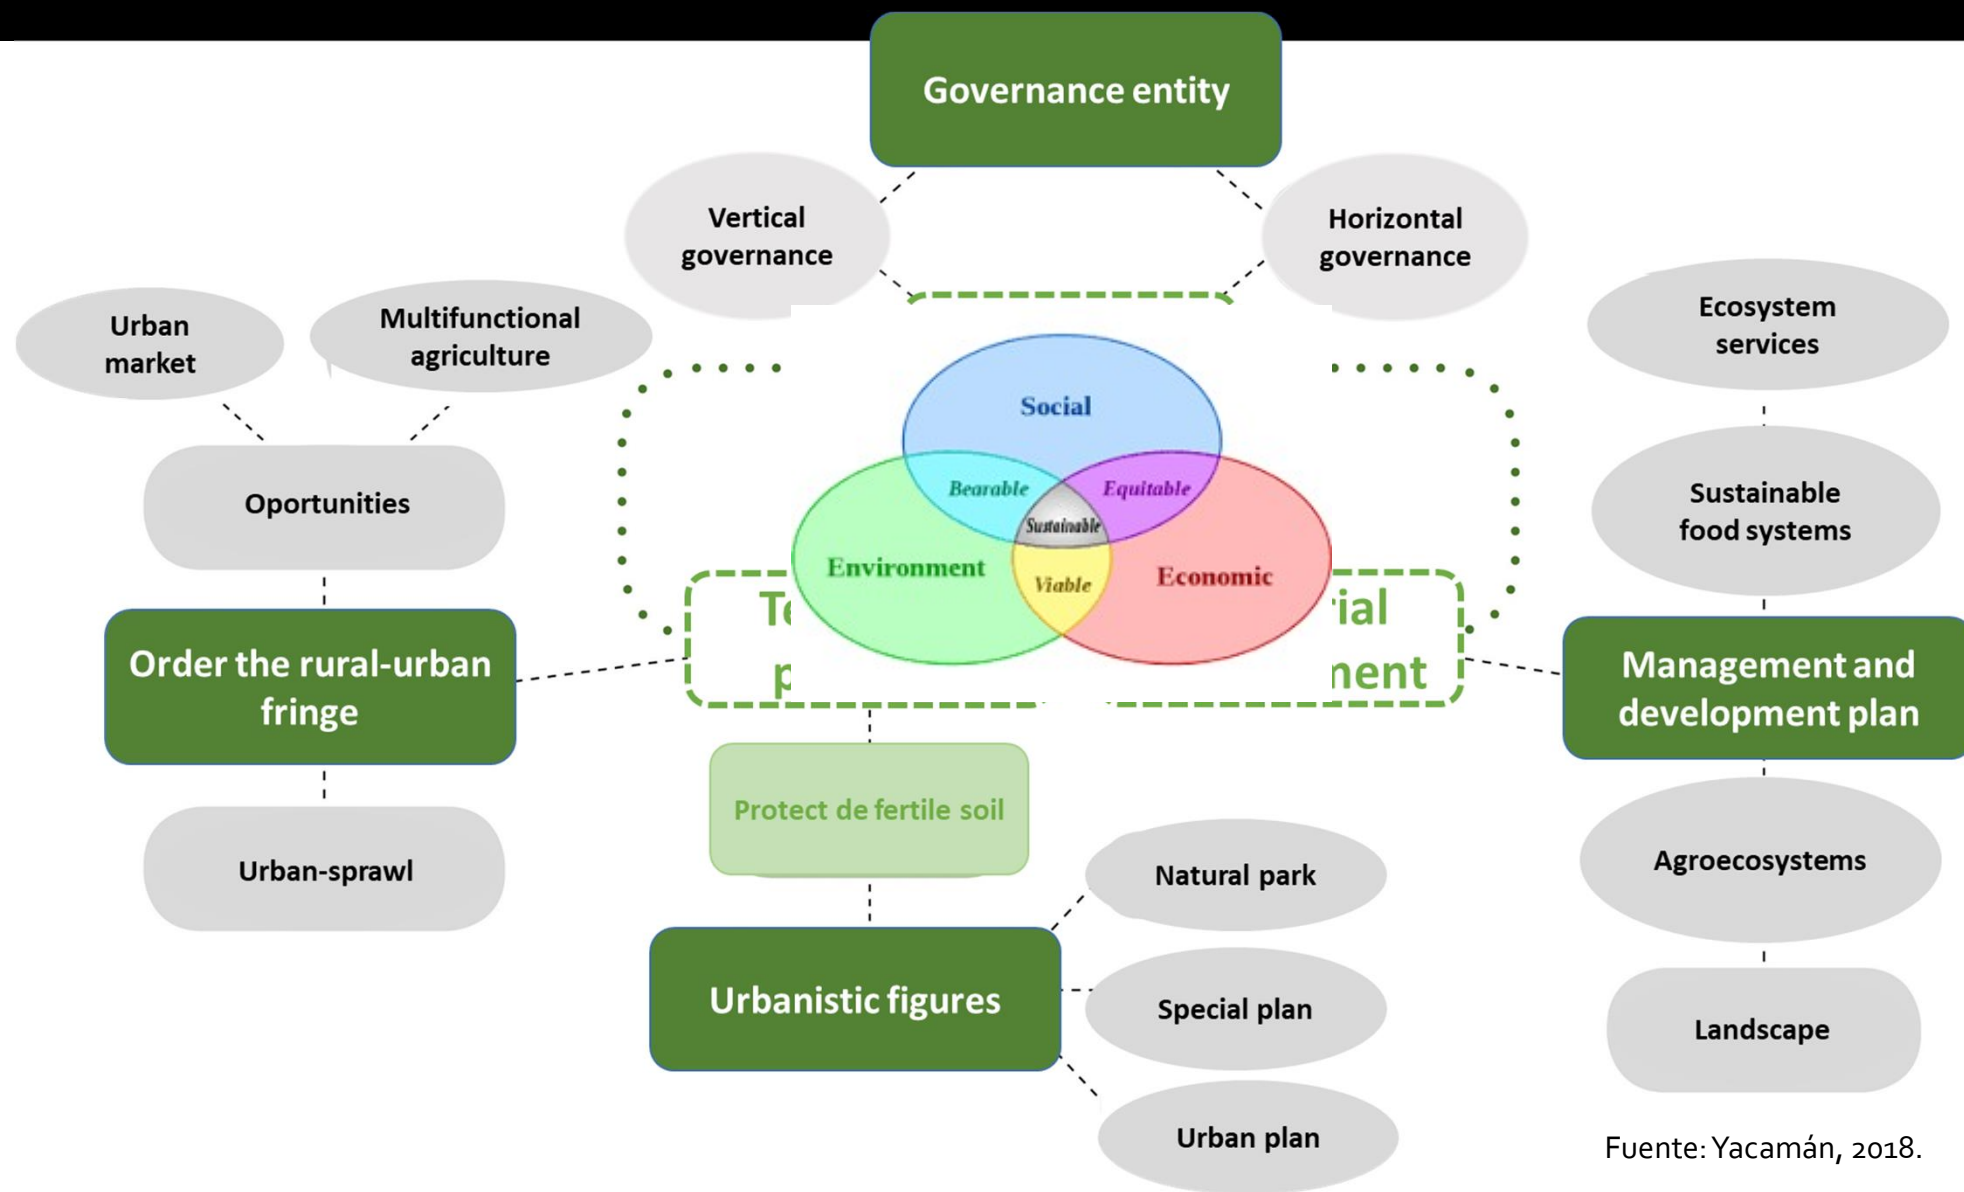 Governance entity
Vertical
governance
Horizontal
governance
Urban
market
Multifunctional
agriculture
Ecosystem
services
Social
Oportunities
Bearable
Equitable
Sustainable
Sustainable
food systems
Environment
Viable
Economic
Order the rural-urban
fringe
Management and
development plan
Protect de fertile soil
Urban-sprawl
Natural park
Agroecosystems
Urbanistic figures
Special plan
Landscape
Urban plan
Fuente: Yacamán, 2018.